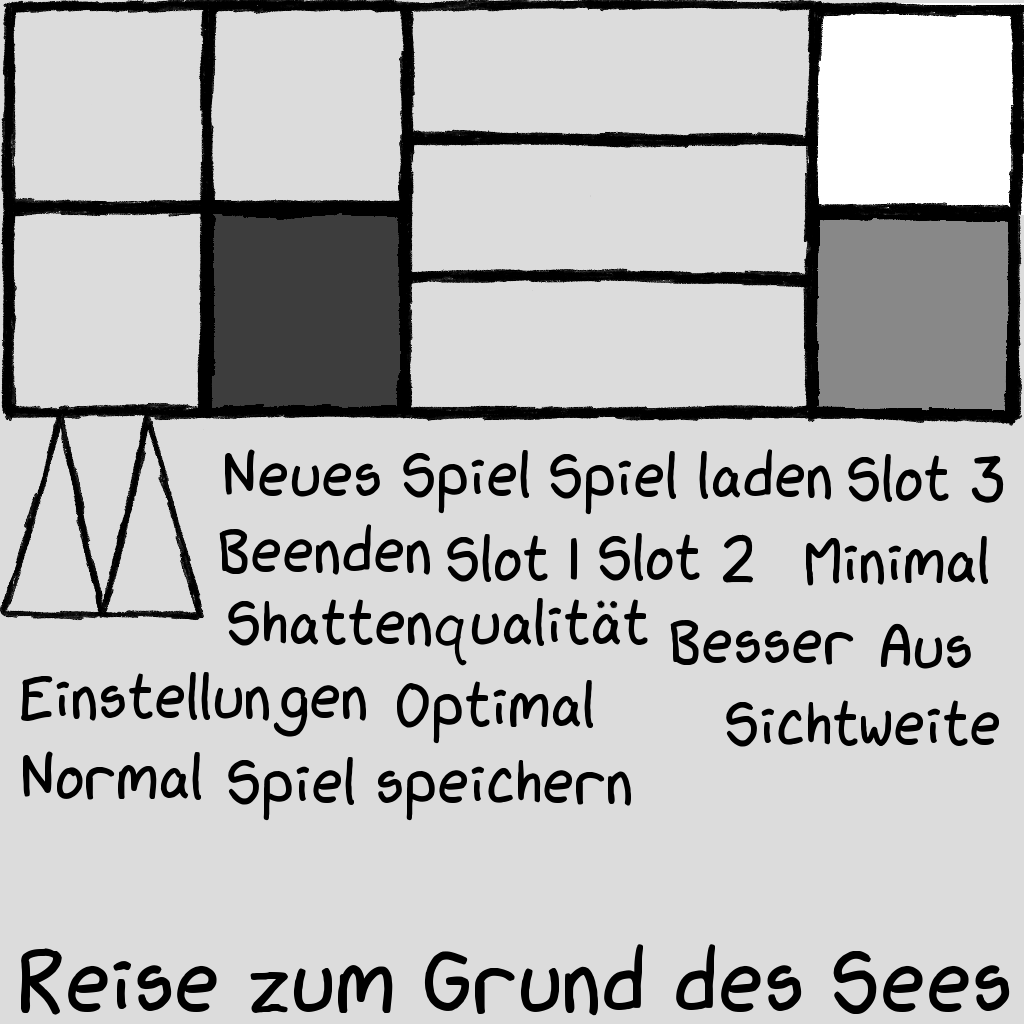 Neues Spiel Spiel laden Slot 3
Beenden Slot 1 Slot 2 Minimal
Shattenqualität Besser Aus
Einstellungen Optimal Sichtweite
Normal Spiel speichern
Reise zum Grund des Sees